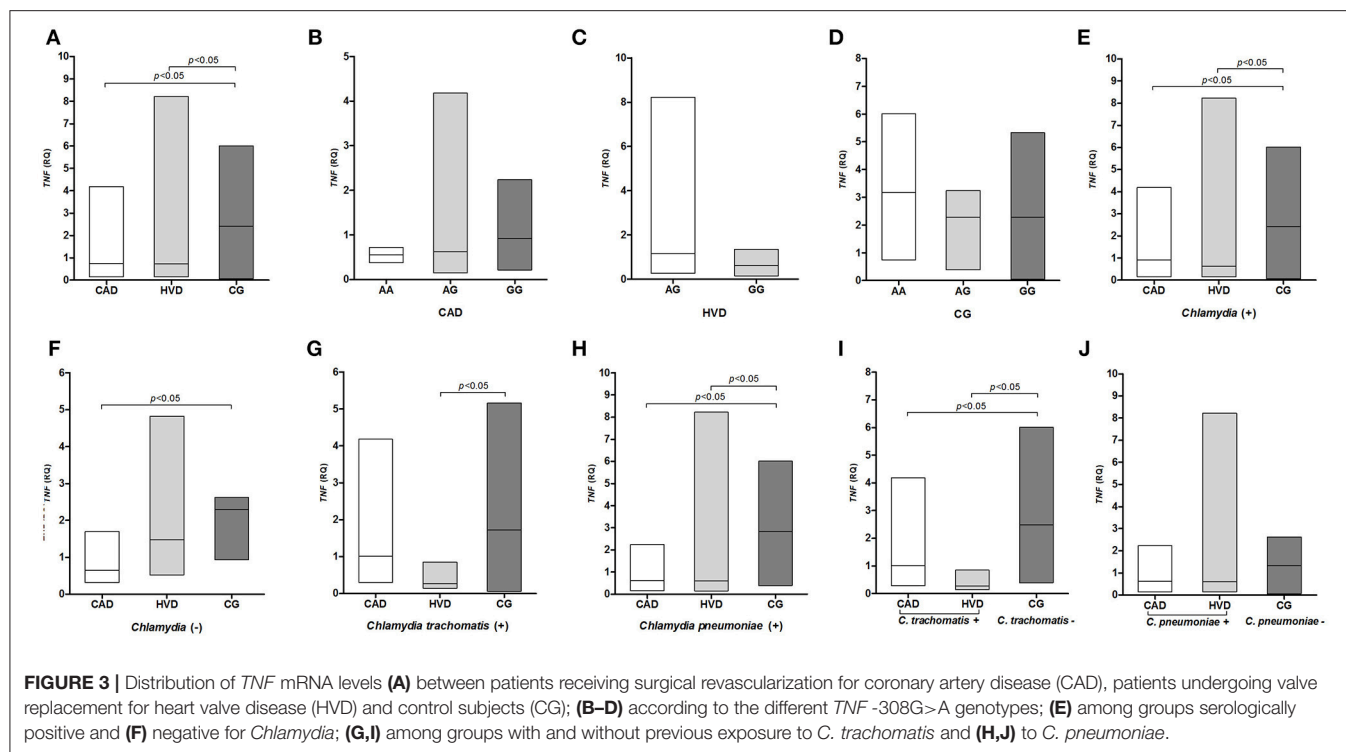 A
10
9
8
7
6
5
4
3
2
1
0
TNF (RQ)
p<0.05
p<0.05
CAD HVD CG
B
5
4
3
2
1
0
TNF (RQ)
AA AG GG
CAD
C
10
8
6
4
2
0
TNF (RQ)
AG GG
HVD
D
8
7
6
5
4
3
2
1
0
TNF (RQ)
AA AG GG
CG
E
10
9
8
7
6
5
4
3
2
1
0
TNF (RQ)
p<0.05
p<0.05
CAD HVD CG
Chlamydia (+)
F
6
5
4
3
2
1
0
TNF (RQ)
p<0.05
CAD HVD CG
Chlamydia (-)
G
6
5
4
3
2
1
0
TNF (RQ)
p<0.05
CAD HVD CG
Chlamydia trachomatis (+)
H
10
9
8
7
6
5
4
3
2
1
0
TNF (RQ)
p<0.05
p<0.05
CAD HVD CG
Chlamydia pneumoniae (+)
I
8
7
6
5
4
3
2
1
0
TNF (RQ)
p<0.05
p<0.05
CAD HVD CG
C. trachomatis + C. trachomatis -
J
10
9
8
7
6
5
4
3
2
1
0
TNF (RQ)
CAD HVD CG
C. pneumoniae + C. pneumoniae -
FIGURE 3 | Distribution of TNF mRNA levels (A) between patients receiving surgical revascularization for coronary artery disease (CAD), patients undergoing valve
replacement for heart valve disease (HVD) and control subjects (CG); (B–D) according to the different TNF -308G>A genotypes; (E) among groups serologically
positive and (F) negative for Chlamydia; (G,I) among groups with and without previous exposure to C. trachomatis and (H,J) to C. pneumoniae.